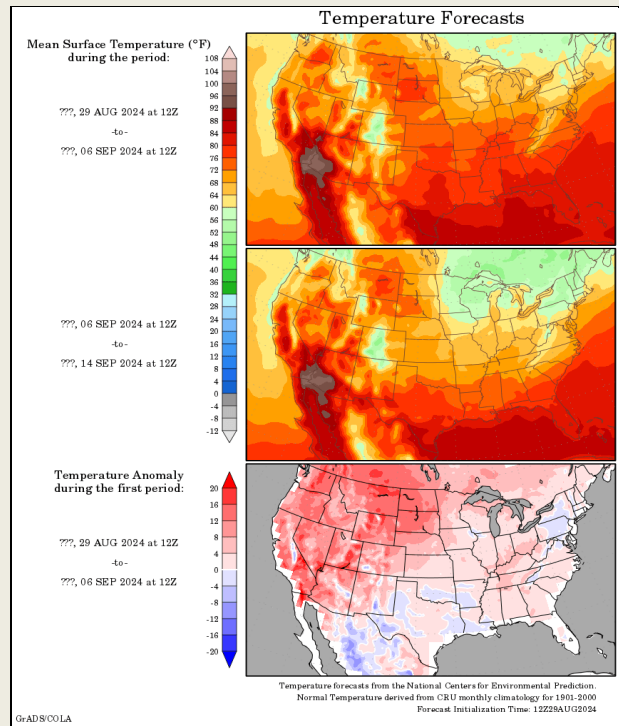 Temperature Forecasts
Mean Surface Temperature (°F)
during the period:
???, 29 AUG 2024 at 12Z
-to-
???, 06 SEP 2024 at 12Z
108
104
100
96
92
88
84
80
76
72
68
64
60
56
52
48
44
40
36
32
28
24
20
16
12
8
4
0
-4
-8
-12
???, 06 SEP 2024 at 12Z
-to-
???, 14 SEP 2024 at 12Z
Temperature Anomaly
during the first period:
???, 29 AUG 2024 at 12Z
-to-
???, 06 SEP 2024 at 12Z
20
16
12
8
4
0
-4
-8
-12
-16
-20
Temperature forecasts from the National Centers for Environmental Prediction.
Normal Temperature derived from CRU monthly climatology for 1901-2000
Forecast Initialization Time: 12Z29AUG2024
GrADS/COLA